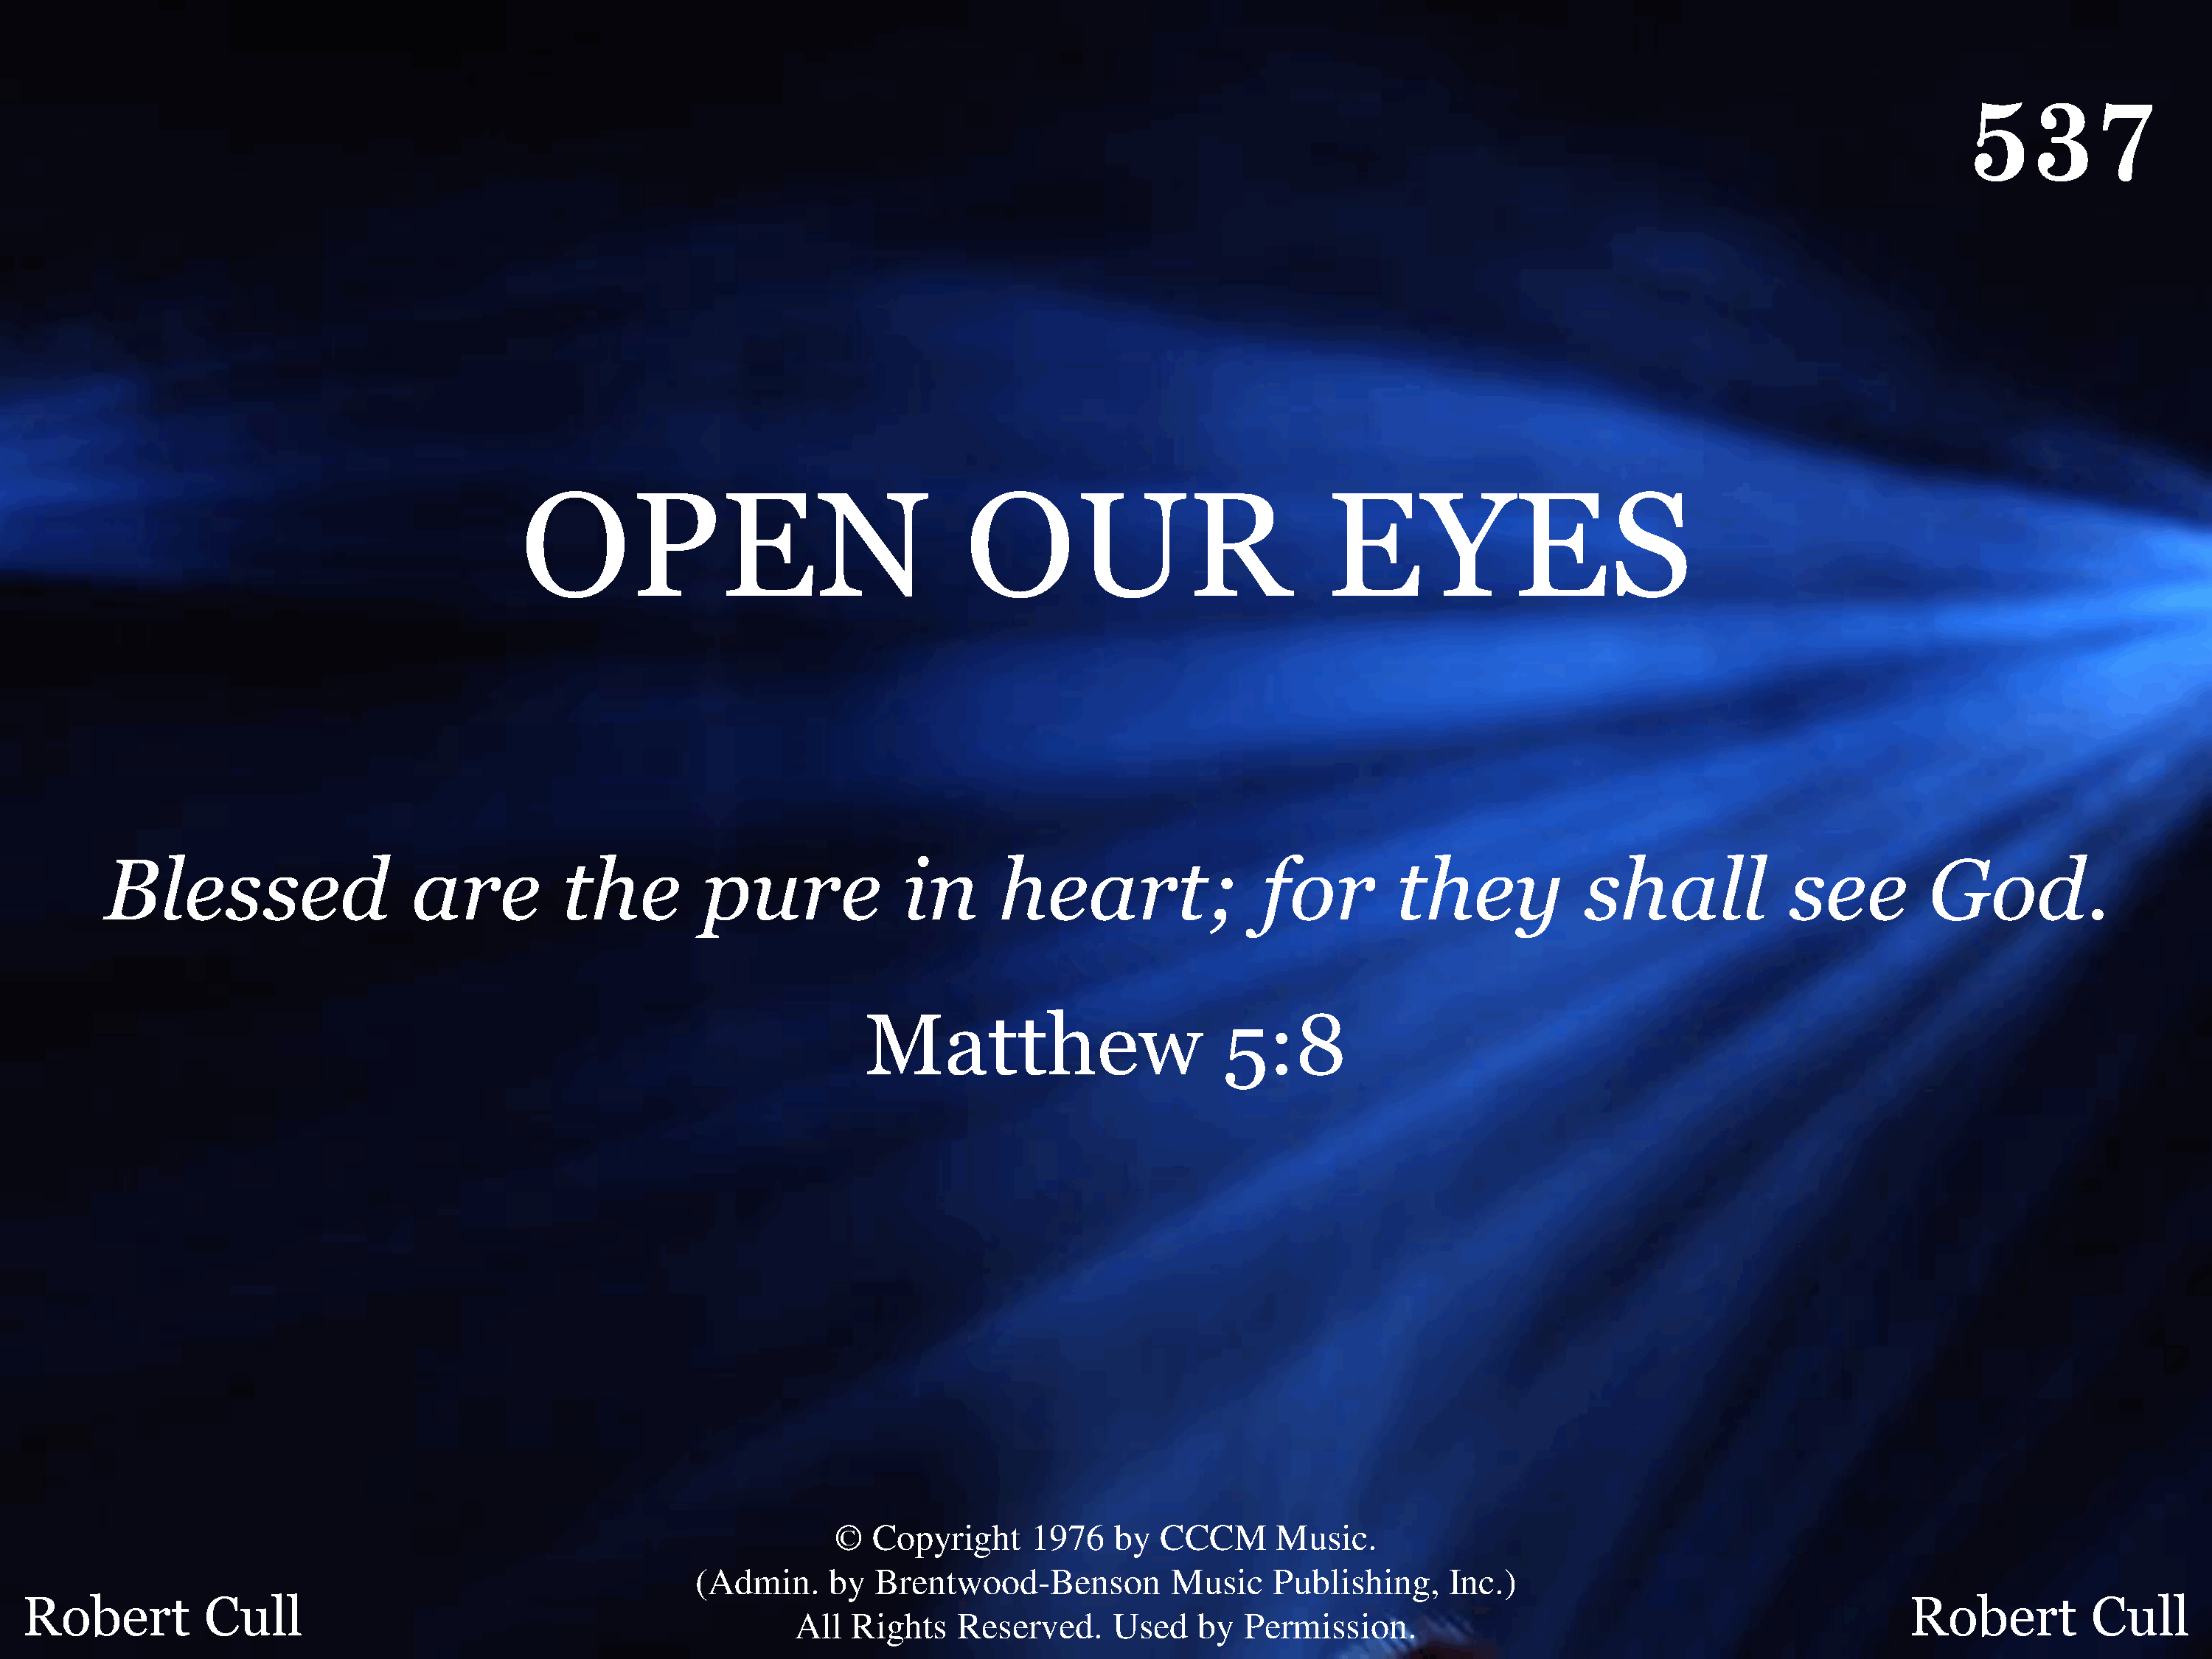 537
OPEN OUR EYES
Blessed are the pure in heart; for they shall see God.
Matthew 5:8
© Copyright 1976 by CCCM Music.
(Admin. by Brentwood-Benson Music Publishing, Inc.)
All Rights Reserved. Used by Permission.
Robert Cull
Robert Cull